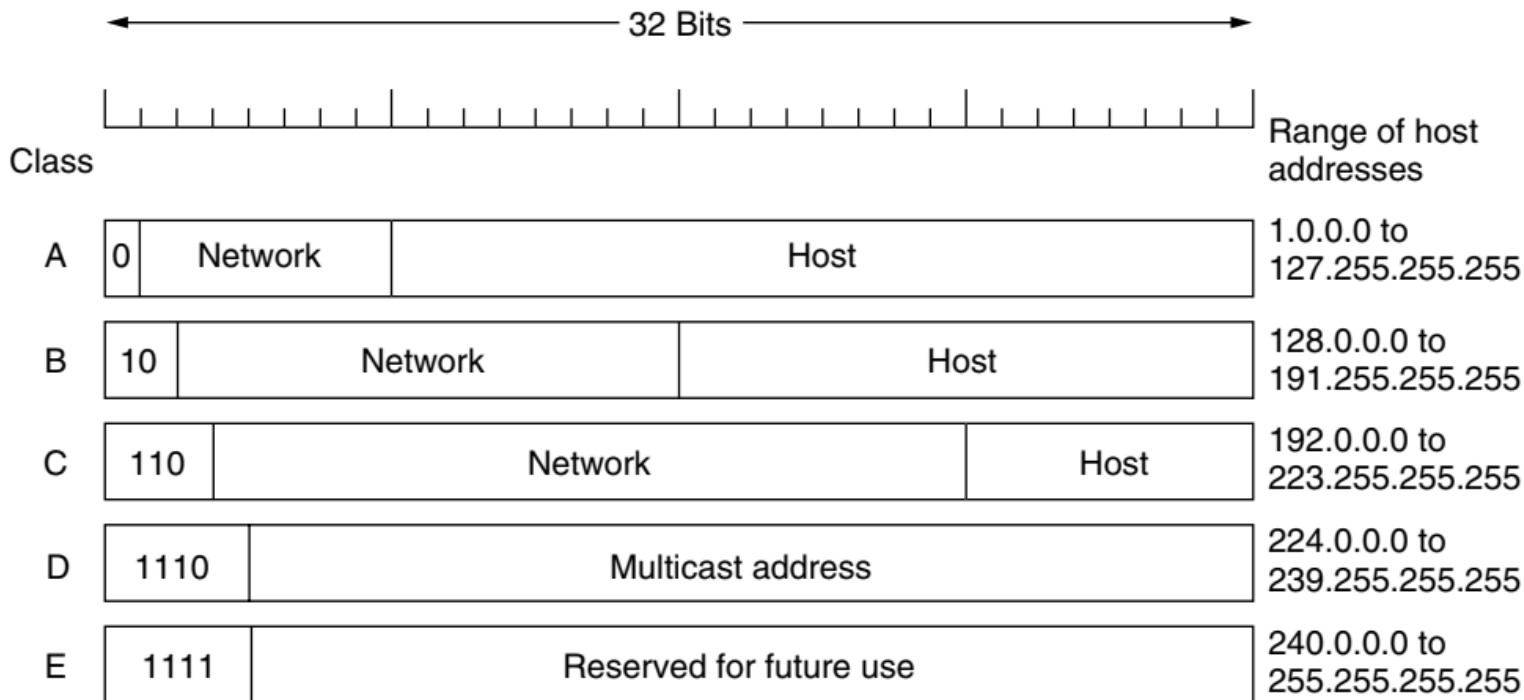 32 Bits
Class
Range of host
addresses
A
0
Network
Host
1.0.0.0 to
127.255.255.255
B
10
Network
Host
128.0.0.0 to
191.255.255.255
C
110
Network
Host
192.0.0.0 to
223.255.255.255
D
1110
Multicast address
224.0.0.0 to
239.255.255.255
E
1111
Reserved for future use
240.0.0.0 to
255.255.255.255